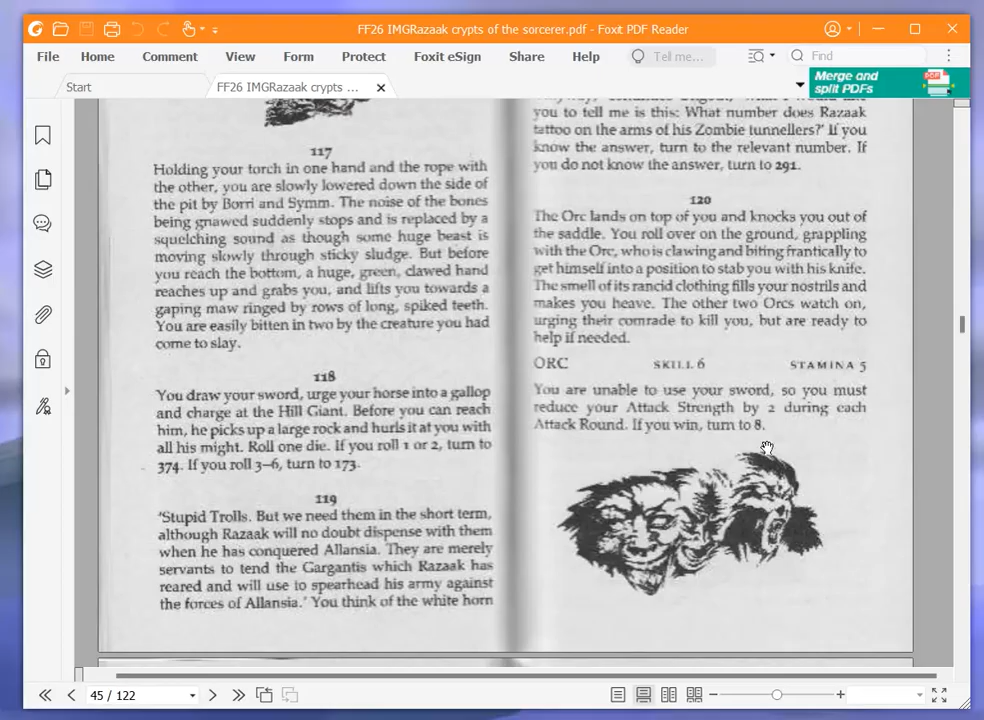 FF26 IMGRazaak crypts of the sorcerer.pdf - Foxit PDF Reader
File Home Comment View Form Protect Foxit eSign Share Help Tell me... Find
Start
FF26 IMGRazaak crypts ...
Merge and
split PDFs
117
Holding your torch in one hand and the rope with
the other, you are slowly lowered down the side of
the pit by Borri and Symm. The noise of the bones
being gnawed suddenly stops and is replaced by a
squelching sound as though some huge beast is
moving slowly through sticky sludge. But before
you reach the bottom, a huge, green, clawed hand
reaches up and grabs you, and lifts you towards a
gaping maw ringed by rows of long, spiked teeth.
You are easily bitten in two by the creature you had
come to slay.
118
You draw your sword, urge your horse into a gallop
and charge at the Hill Giant. Before you can reach
him, he picks up a large rock and hurls it at you with
all his might. Roll one die. If you roll 1 or 2, turn to
374. If you roll 3–6, turn to 173.
119
'Stupid Trolls. But we need them in the short term,
although Razaak will no doubt dispense with them
when he has conquered Allansia. They are merely
servants to tend the Gargantis which Razaak has
reared and will use to spearhead his army against
the forces of Allansia.' You think of the white horn
you to tell me is this: What number does Razaak
tattoo on the arms of his Zombie tunnellers?' If you
know the answer, turn to the relevant number. If
you do not know the answer, turn to 291.
120
The Orc lands on top of you and knocks you out of
the saddle. You roll over on the ground, grappling
with the Orc, who is clawing and biting frantically to
get himself into a position to stab you with his knife.
The smell of its rancid clothing fills your nostrils and
makes you heave. The other two Orcs watch on,
urging their comrade to kill you, but are ready to
help if needed.
ORC SKILL 6 STAMINA 5
You are unable to use your sword, so you must
reduce your Attack Strength by 2 during each
Attack Round. If you win, turn to 8.
45 / 122